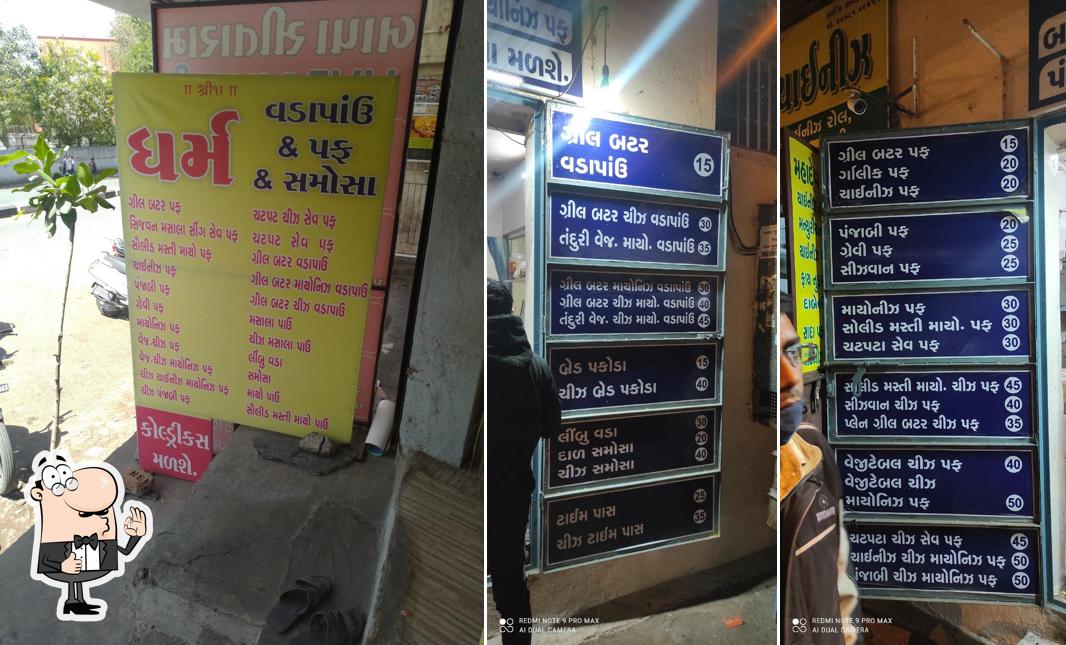 ॥ શ્રીજી ॥
ધર્મ
વડાપાંઉ
& પફ
& સમોસા
ગ્રીલ બટર પફ
સિજવાન મસાલા સીંગ સેવ પફ
સોલીડ મસ્તી માયો પફ
ચાઈનીઝ પફ
પંજાબી પફ
ગ્રેવી પફ
માયોનિઝ પફ
વેજ.ચીઝ પફ
વેજ.ચીઝ માયોનિઝ પફ
ચીઝ ચાઈનીઝ માયોનિઝ પફ
ચીઝ પંજાબી પફ
ચટપટ ચીઝ સેવ પફ
ચટપટ સેવ પફ
ગ્રીલ બટર વડાપાઉં
ગ્રીલ બટર માયોનિઝ વડાપાઉં
ગ્રીલ બટર ચીઝ વડાપાઉં
મસાલા પાઉં
ચીઝ મસાલા પાઉં
લીંબુ વડા
સમોસા
માયો પાઉં
સોલીડ મસ્તી માયો પાઉં
કોલ્ડ્રીકસ
મળશે.
યોનિઝ પફ
મળશે.
ગ્રીલ બટર
વડાપાંઉ 15
ગ્રીલ બટર ચીઝ વડાપાંઉ 30
તંદુરી વેજ. માયો. વડાપાંઉ 35
ગ્રીલ બટર માયોનિઝ વડાપાંઉ 30
ગ્રીલ બટર ચીઝ માયો. વડાપાંઉ 40
તંદુરી વેજ. ચીઝ માયો. વડાપાંઉ 45
બ્રેડ પકોડા 15
ચીઝ બ્રેડ પકોડા 40
લીંબુ વડા 30
દાળ સમોસા 20
ચીઝ સમોસા 40
ટાઈમ પાસ 25
ચીઝ ટાઈમ પાસ 35
REDMI NOTE 9 PRO MAX
AI DUAL CAMERA
ચાઈનીઝ
ઈનીઝ રોલ,
ગ્રીલ બટર પફ 15
ગર્લિક પફ 20
ચાઈનીઝ પફ 20
પંજાબી પફ 20
ગ્રેવી પફ 25
સીઝવાન પફ 25
માયોનીઝ પફ 30
સોલીડ મસ્તી માયો. પફ 30
ચટપટા સેવ પફ 30
સોલીડ મસ્તી માયો. ચીઝ પફ 45
સીઝવાન ચીઝ પફ 40
પ્લેન ગ્રીલ બટર ચીઝ પફ 35
વેજીટેબલ ચીઝ પફ 40
વેજીટેબલ ચીઝ
માયોનિઝ પફ 50
ચટપટા ચીઝ સેવ પફ 45
ચાઈનીઝ ચીઝ માયોનિઝ પફ 50
પંજાબી ચીઝ માયોનિઝ પફ 50
REDMI NOTE 9 PRO MAX
AI DUAL CAMERA